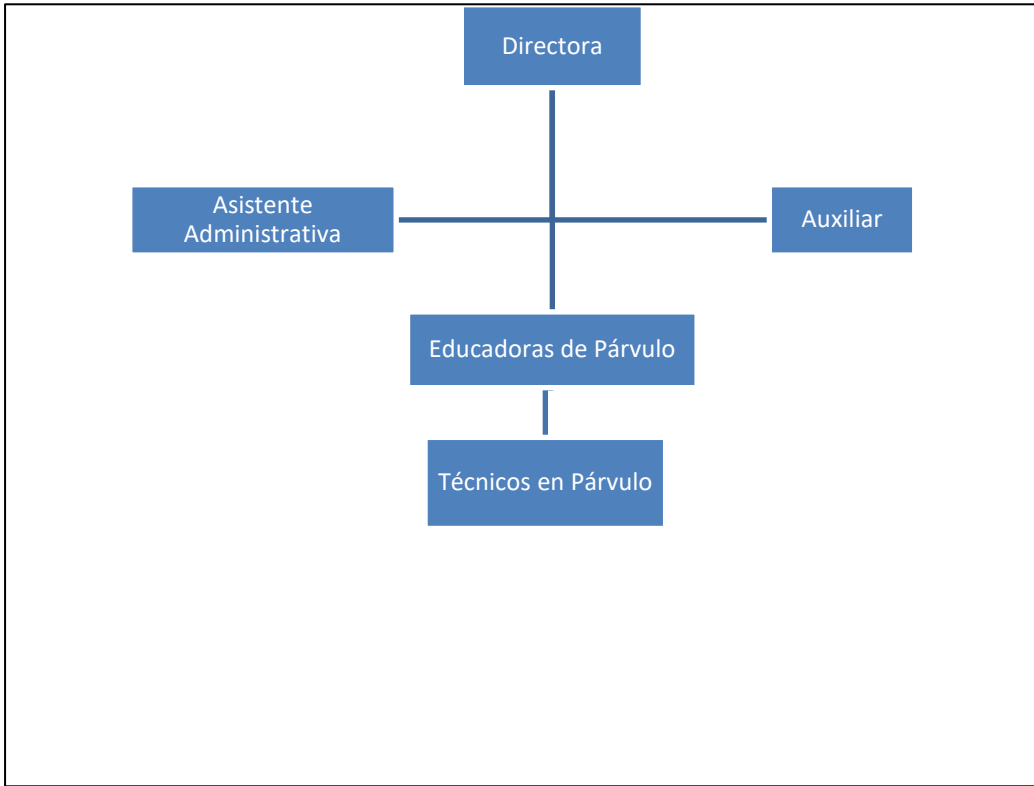 Directora
Asistente
Administrativa
Auxiliar
Educadoras de Párvulo
Técnicos en Párvulo